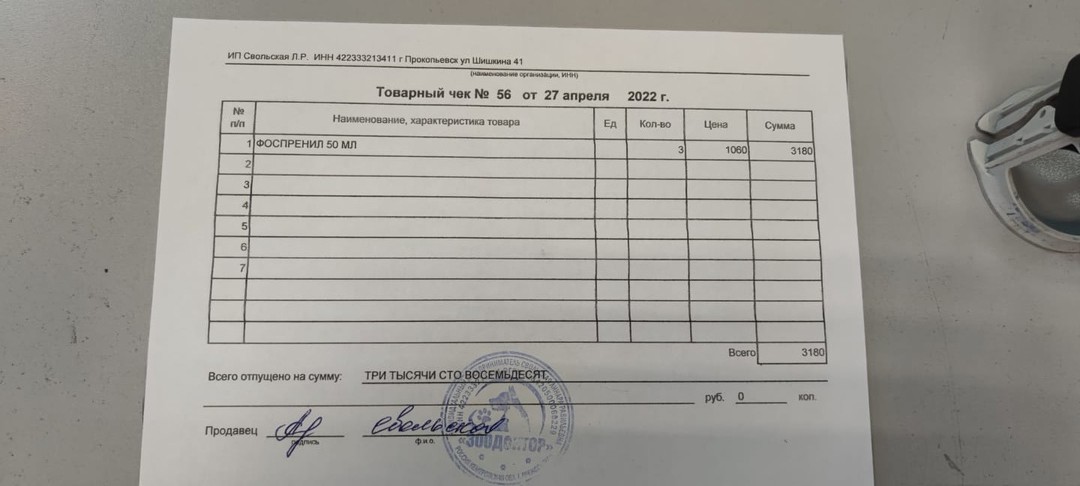 ИП Свольская Л.Р. ИНН 422333213411 г Прокопьевск ул Шишкина 41
(наименование организации, ИНН)
Товарный чек № 56 от 27 апреля 2022 г.
№ п/п Наименование, характеристика товара Ед Кол-во Цена Сумма
1 ФОСПРЕНИЛ 50 МЛ 3 1060 3180
2
3
4
5
6
7
Всего 3180
Всего отпущено на сумму: ТРИ ТЫСЯЧИ СТО ВОСЕМЬДЕСЯТ
руб. 0 коп.
Продавец Свольская
подпись ф.и.о.
«ЗООДОКТОР»